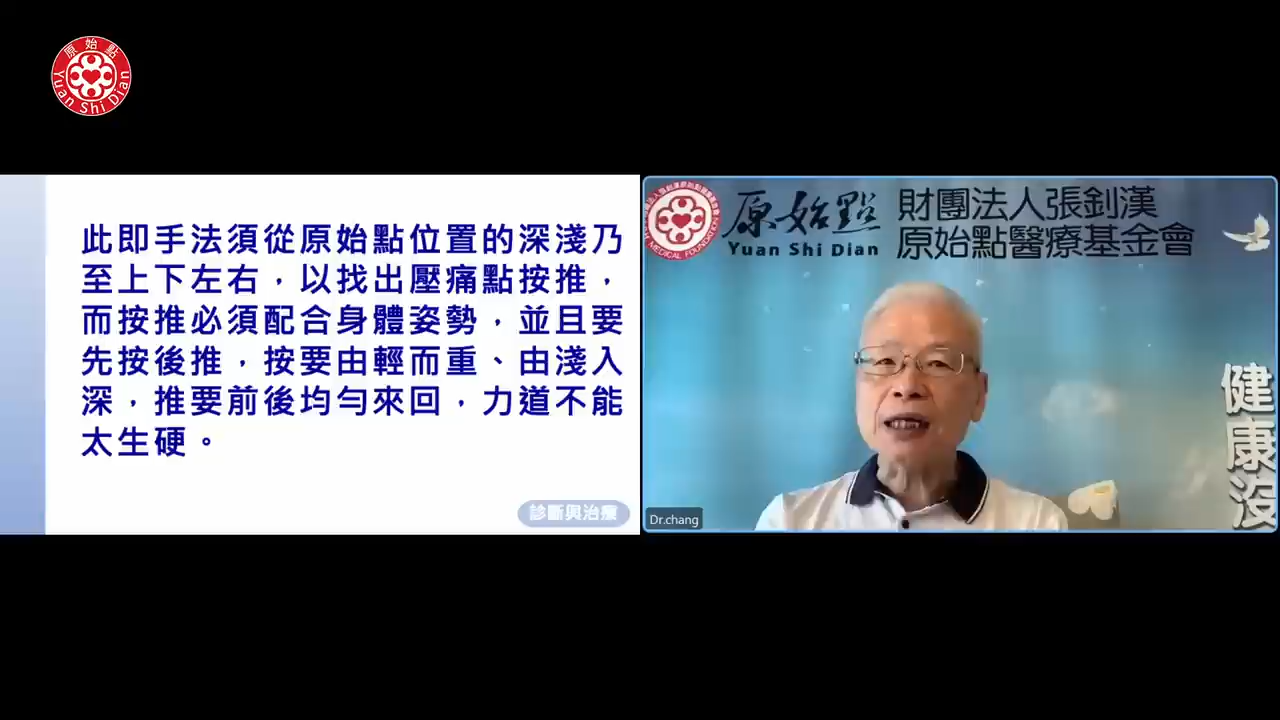 原始點
Yuan Shi Dian
此即手法須從原始點位置的深淺乃
至上下左右，以找出壓痛點按推，
而按推必須配合身體姿勢，並且要
先按後推，按要由輕而重、由淺入
深，推要前後均勻來回，力道不能
太生硬。
診斷與治療
原始點
Yuan Shi Dian
財團法人張釗漢
原始點醫療基金會
健康沒
Dr.chang